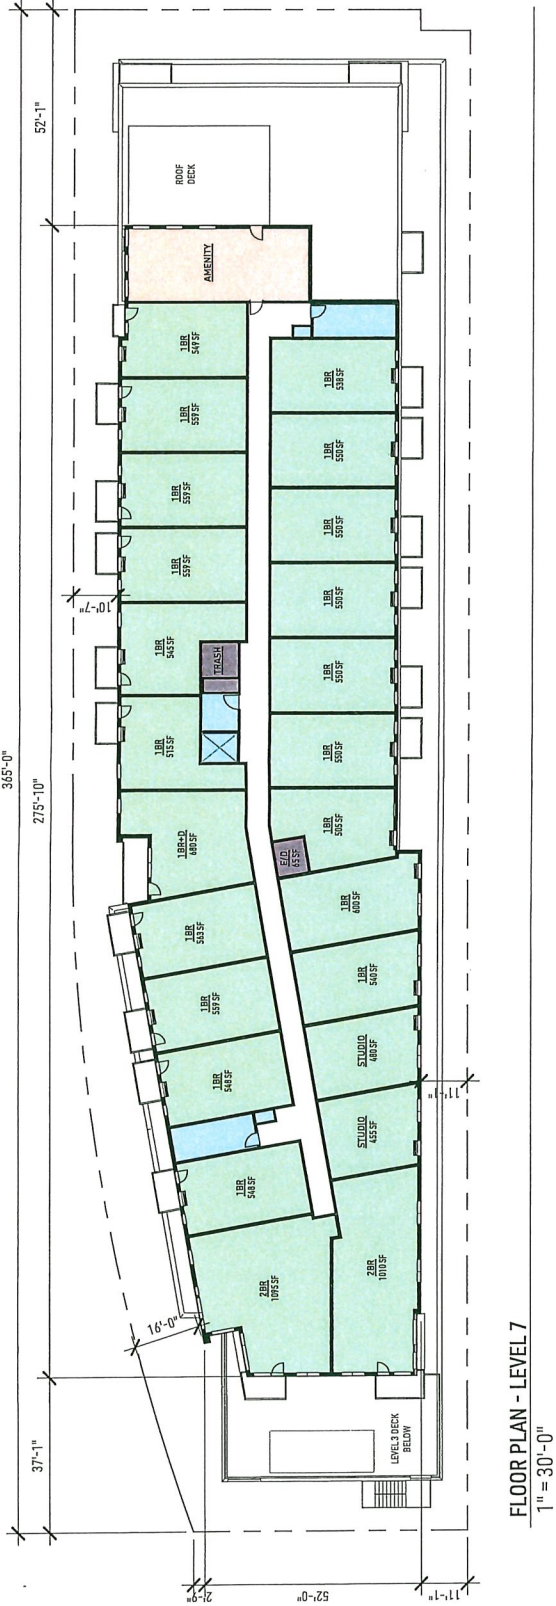 365'-0"
275'-10"
52'-1"
37'-1"
10'-7"
ROOF
DECK
AMENITY
1BR
549 SF
1BR
559 SF
1BR
559 SF
1BR
559 SF
1BR
545 SF
TRASH
1BR
515 SF
1BR+D
680 SF
1BR
563 SF
1BR
559 SF
1BR
548 SF
1BR
548 SF
2BR
1095 SF
1BR
538 SF
1BR
550 SF
1BR
550 SF
1BR
550 SF
1BR
550 SF
1BR
550 SF
1BR
505 SF
E/D
65 SF
1BR
600 SF
1BR
540 SF
STUDIO
480 SF
STUDIO
455 SF
2BR
1010 SF
11'-1"
LEVEL 3 DECK
BELOW
2'-9"
52'-0"
11'-1"
FLOOR PLAN - LEVEL 7
1" = 30'-0"